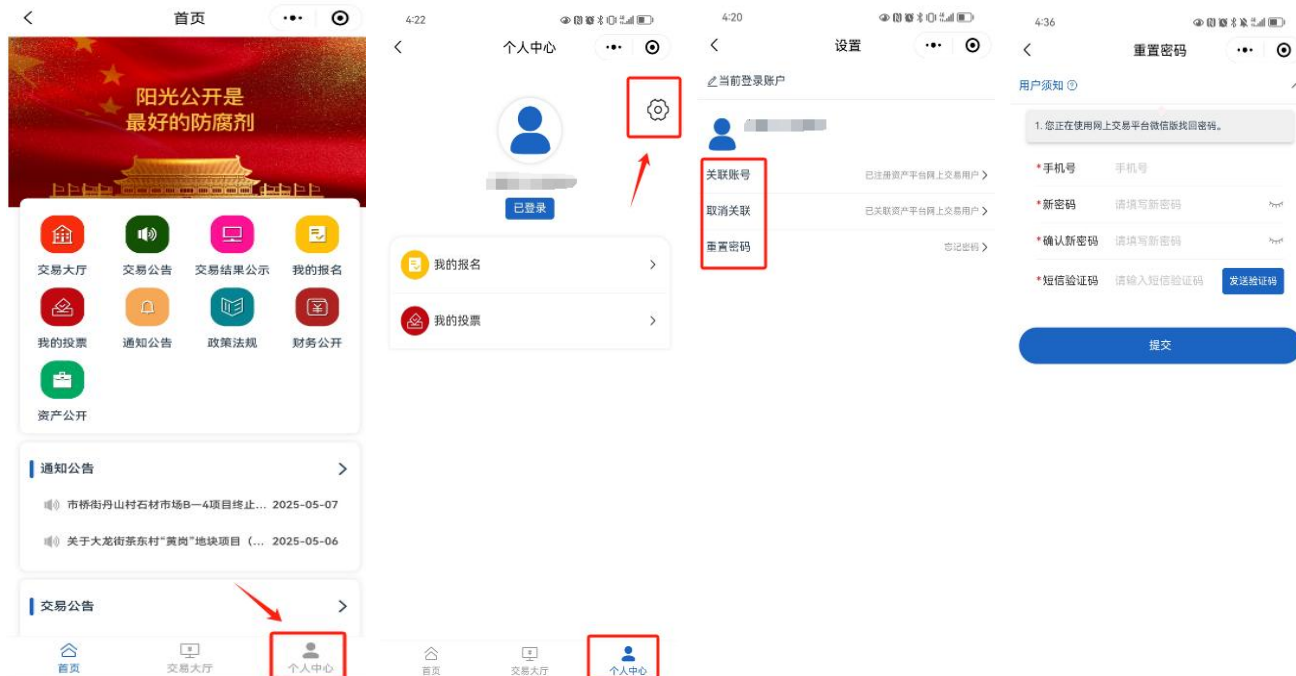 首页
阳光公开是
最好的防腐剂
交易大厅
交易公告
交易结果公示
我的报名
我的投票
通知公告
政策法规
财务公开
资产公开
通知公告
市桥街丹山村石材市场B—4项目终止... 2025-05-07
关于大龙街茶东村“黄岗”地块项目（... 2025-05-06
交易公告
首页
交易大厅
个人中心
4:22
个人中心
已登录
我的报名
我的投票
首页
交易大厅
个人中心
4:20
设置
当前登录账户
关联账号 已注册资产平台网上交易用户
取消关联 已关联资产平台网上交易用户
重置密码 忘记密码
4:36
重置密码
用户须知
1. 您正在使用网上交易平台微信版找回密码。
*手机号 手机号
*新密码 请填写新密码
*确认新密码 请填写新密码
*短信验证码 请输入短信验证码 发送验证码
提交